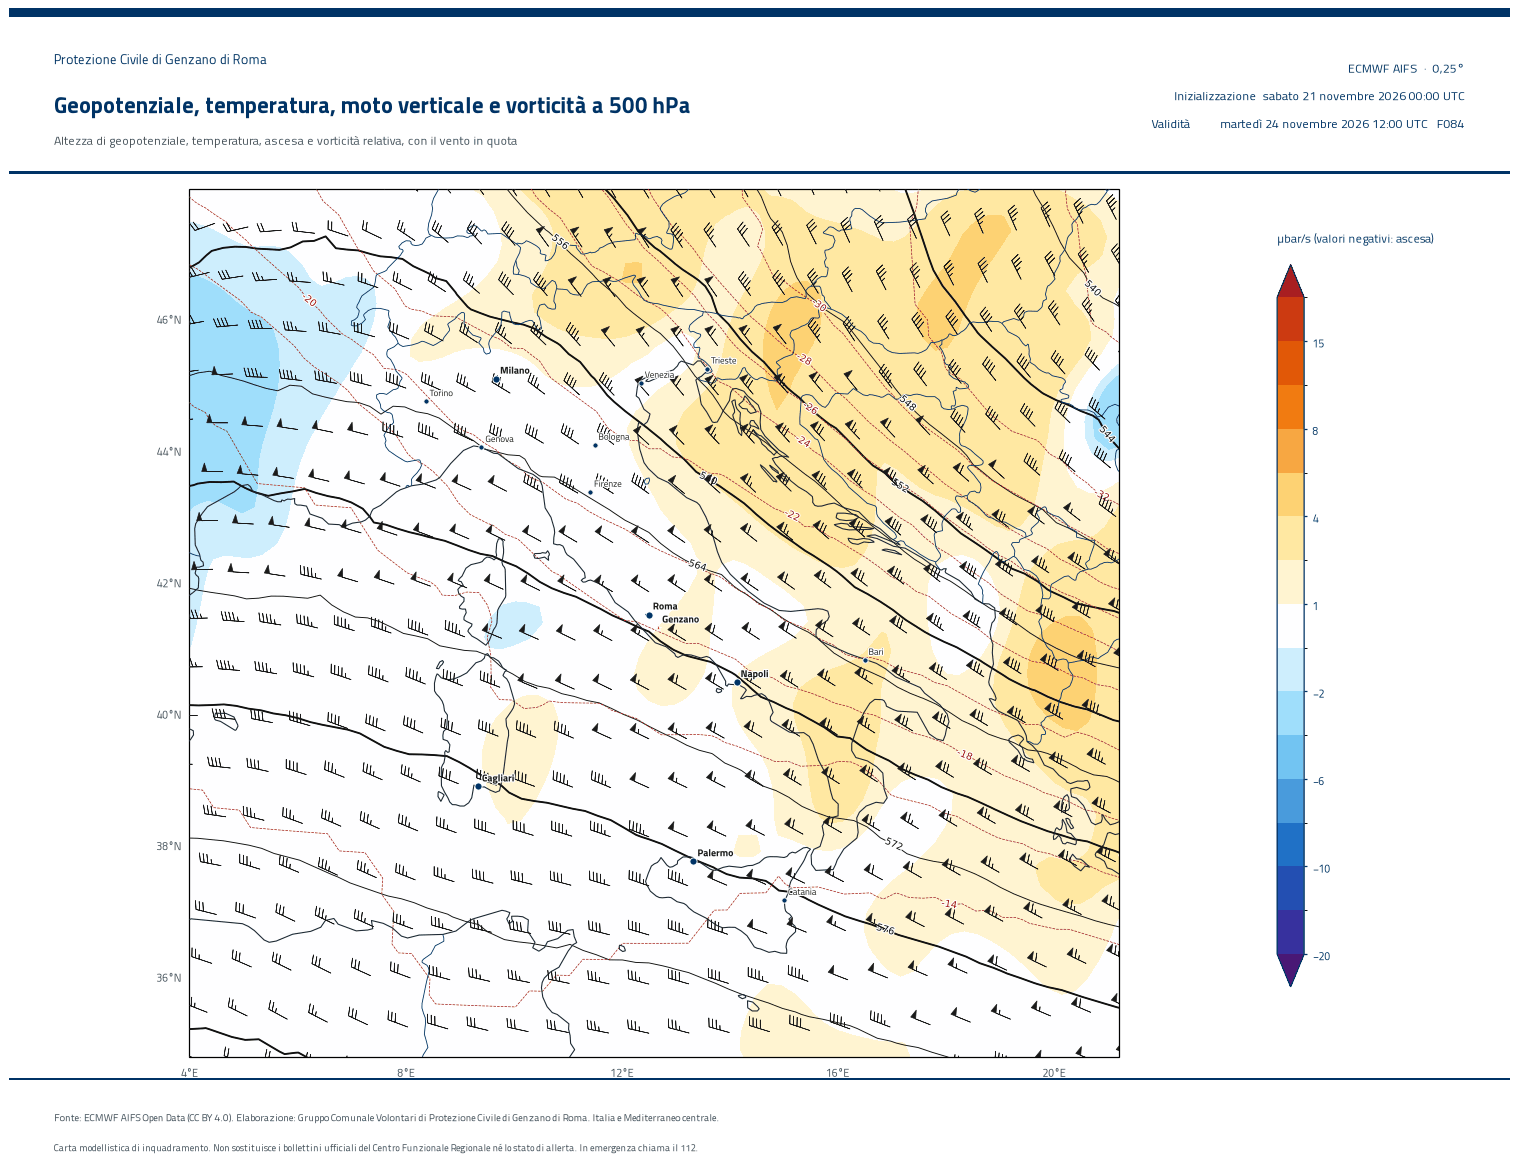 Protezione Civile di Genzano di Roma
ECMWF AIFS · 0,25°
Geopotenziale, temperatura, moto verticale e vorticità a 500 hPa
Inizializzazione sabato 21 novembre 2026 00:00 UTC
Altezza di geopotenziale, temperatura, ascesa e vorticità relativa, con il vento in quota
Validità martedì 24 novembre 2026 12:00 UTC F084
µbar/s (valori negativi: ascesa)
556
540
-20
-30
46°N
15
Trieste
-28
Milano
Venezia
Torino
548
-26
8
544
Genova
Bologna
-24
44°N
Firenze
552
-32
-22
4
564
42°N
Roma
1
Genzano
Bari
Napoli
-2
40°N
-18
Cagliari
-6
38°N
572
Palermo
-10
Catania
-14
576
36°N
-20
4°E
8°E
12°E
16°E
20°E
Fonte: ECMWF AIFS Open Data (CC BY 4.0). Elaborazione: Gruppo Comunale Volontari di Protezione Civile di Genzano di Roma. Italia e Mediterraneo centrale.
Carta modellistica di inquadramento. Non sostituisce i bollettini ufficiali del Centro Funzionale Regionale né lo stato di allerta. In emergenza chiama il 112.